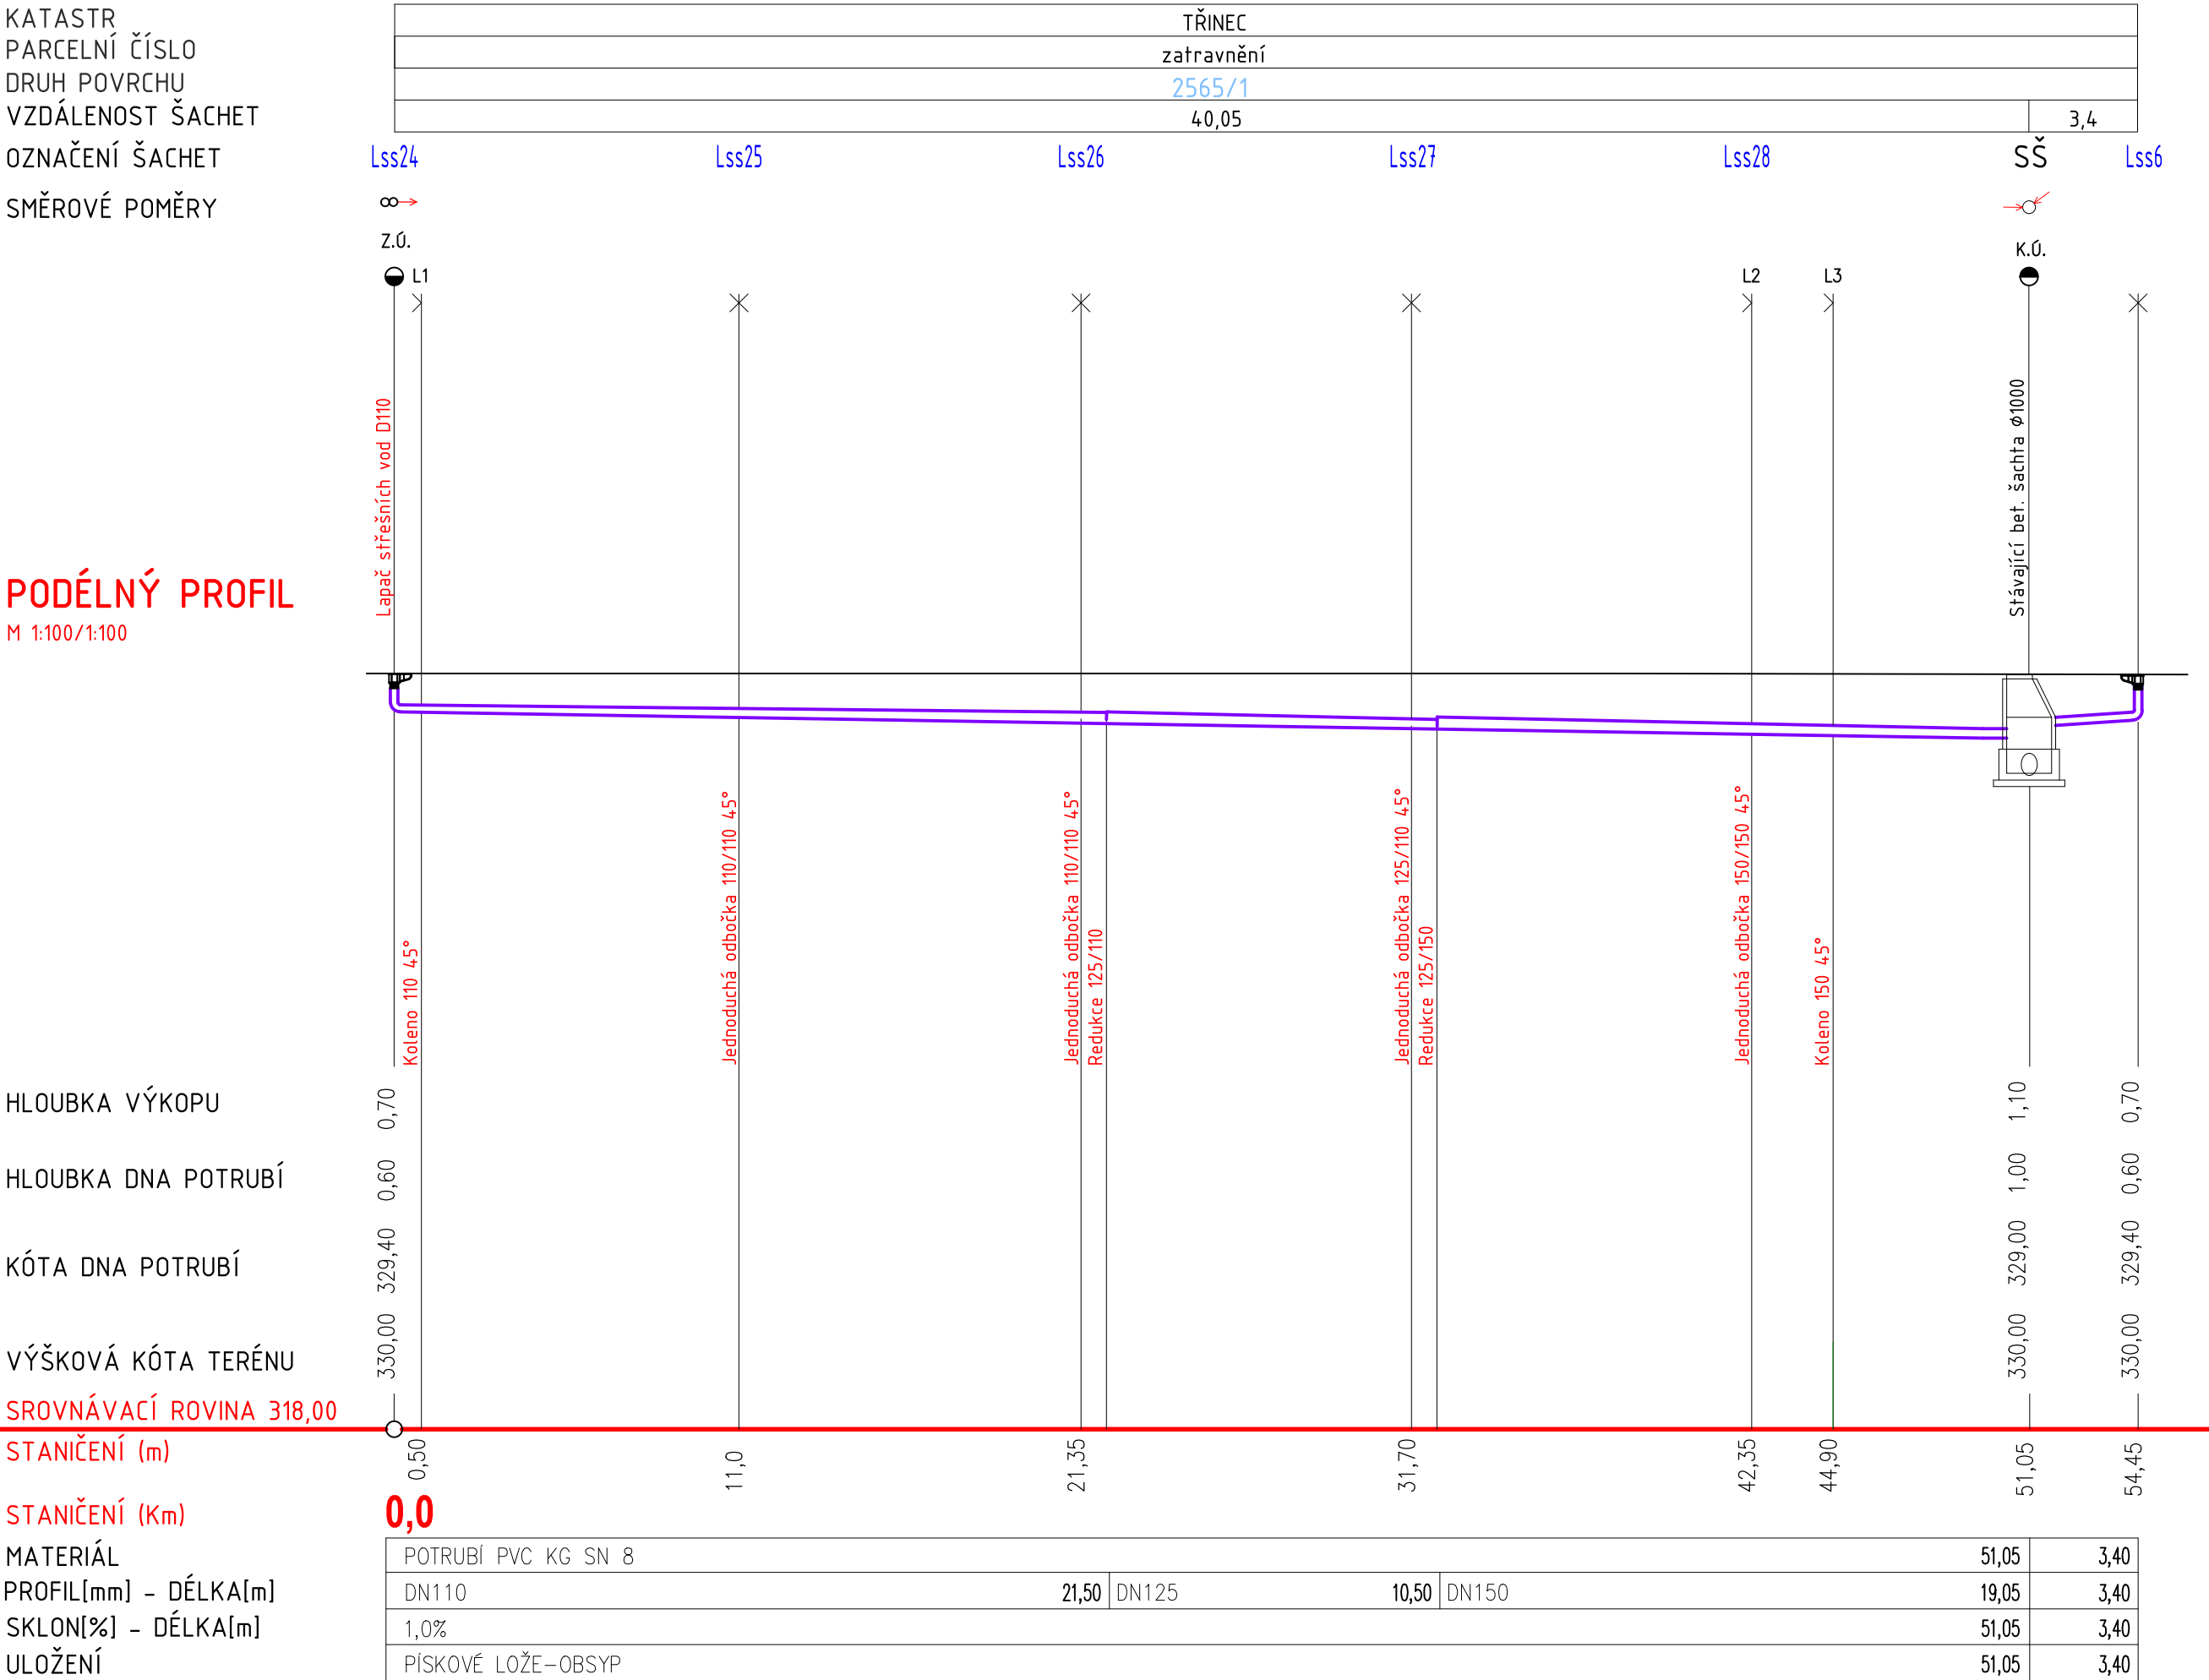 KATASTR
TŘINEC
PARCELNÍ ČÍSLO
zatravnění
DRUH POVRCHU
2565/1
VZDÁLENOST ŠACHET
40,05
3,4
OZNAČENÍ ŠACHET
Lss24
Lss25
Lss26
Lss27
Lss28
SŠ
Lss6
SMĚROVÉ POMĚRY
Z.Ú.
K.Ú.
L1
L2
L3
Lapač střešních vod D110
Stávající bet. šachta ϕ1000
PODÉLNÝ PROFIL
M 1:100/1:100
Koleno 110 45°
Jednoduchá odbočka 110/110 45°
Jednoduchá odbočka 110/110 45°
Redukce 125/110
Jednoduchá odbočka 125/110 45°
Redukce 125/150
Jednoduchá odbočka 150/150 45°
Koleno 150 45°
HLOUBKA VÝKOPU
0,70
1,10
0,70
HLOUBKA DNA POTRUBÍ
0,60
1,00
0,60
KÓTA DNA POTRUBÍ
329,40
329,00
329,40
VÝŠKOVÁ KÓTA TERÉNU
330,00
330,00
330,00
SROVNÁVACÍ ROVINA 318,00
STANIČENÍ (m)
0,50
11,0
21,35
31,70
42,35
44,90
51,05
54,45
STANIČENÍ (Km)
0,0
MATERIÁL
POTRUBÍ PVC KG SN 8
51,05
3,40
PROFIL[mm] - DÉLKA[m]
DN110
21,50
DN125
10,50
DN150
19,05
3,40
SKLON[%] - DÉLKA[m]
1,0%
51,05
3,40
ULOŽENÍ
PÍSKOVÉ LOŽE-OBSYP
51,05
3,40